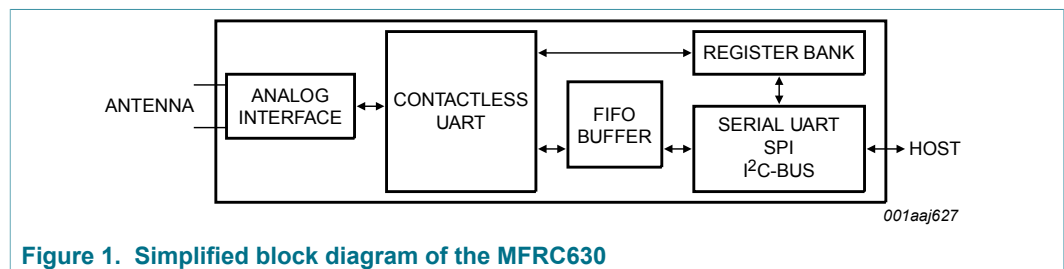 ANTENNA
ANALOG
INTERFACE
CONTACTLESS
UART
FIFO
BUFFER
REGISTER BANK
SERIAL UART
SPI
I²C-BUS
HOST
001aaj627
Figure 1. Simplified block diagram of the MFRC630